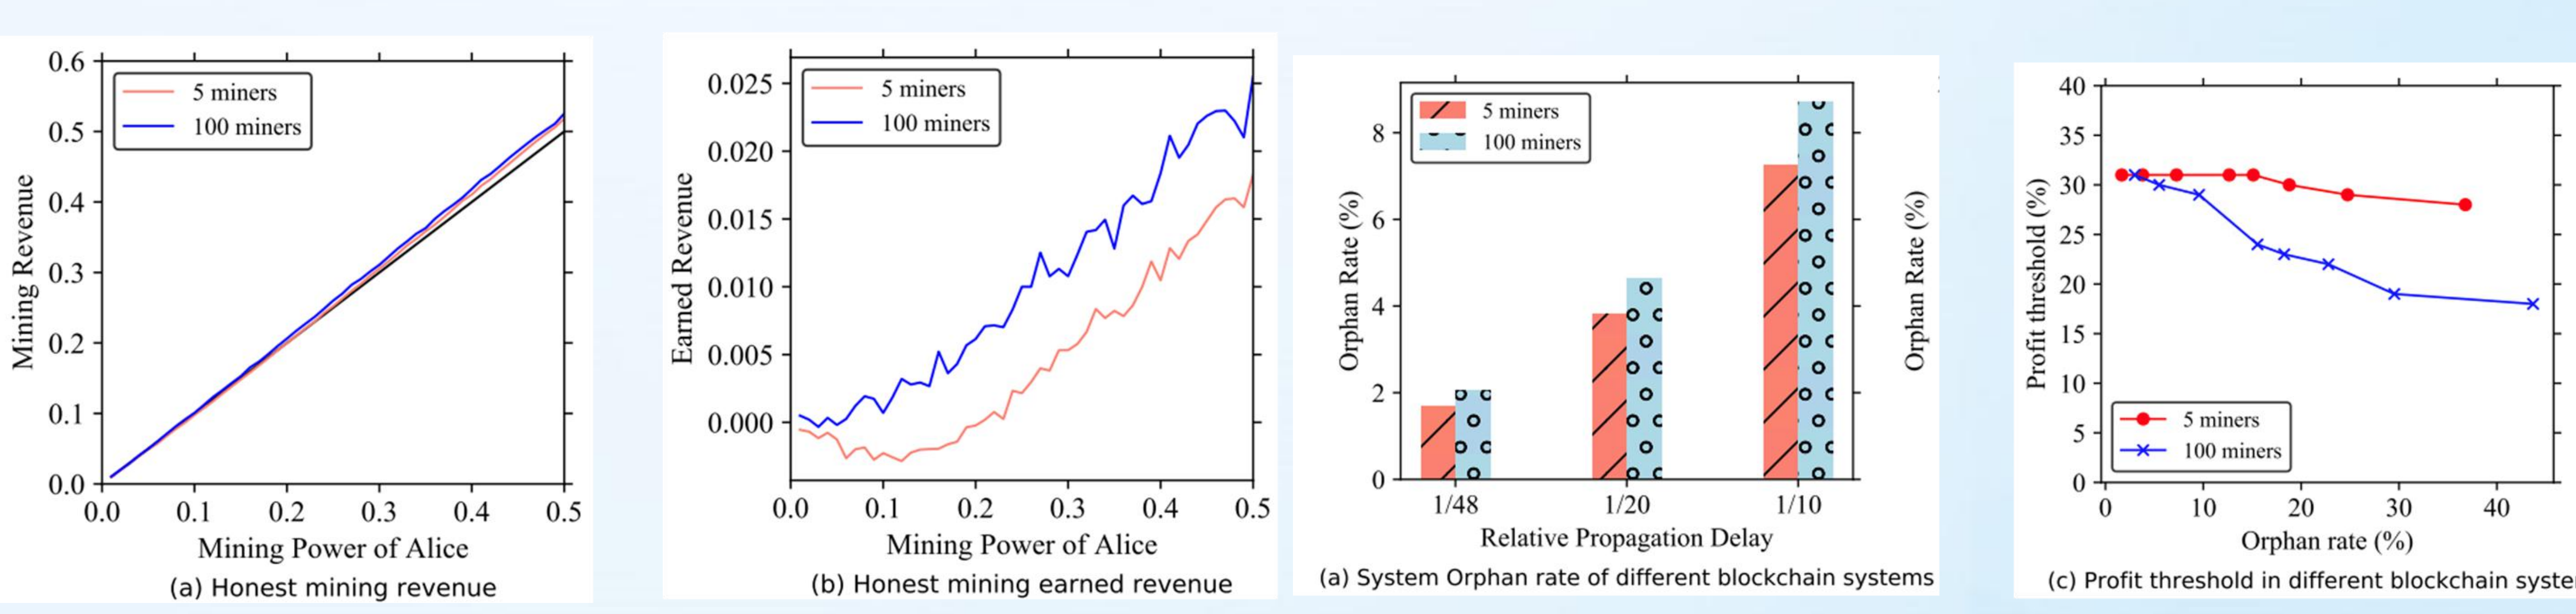 0.6
0.5
0.4
0.3
0.2
0.1
0.0
Mining Revenue
5 miners
100 miners
0.0 0.1 0.2 0.3 0.4 0.5
Mining Power of Alice
(a) Honest mining revenue
0.025
0.020
0.015
0.010
0.005
0.000
Earned Revenue
5 miners
100 miners
0.0 0.1 0.2 0.3 0.4 0.5
Mining Power of Alice
(b) Honest mining earned revenue
8
6
4
2
0
Orphan Rate (%)
5 miners
100 miners
1/48 1/20 1/10
Relative Propagation Delay
(a) System Orphan rate of different blockchain systems
Orphan Rate (%)
40
35
30
25
20
15
10
5
0
Profit threshold (%)
5 miners
100 miners
0 10 20 30 40
Orphan rate (%)
(c) Profit threshold in different blockchain syste